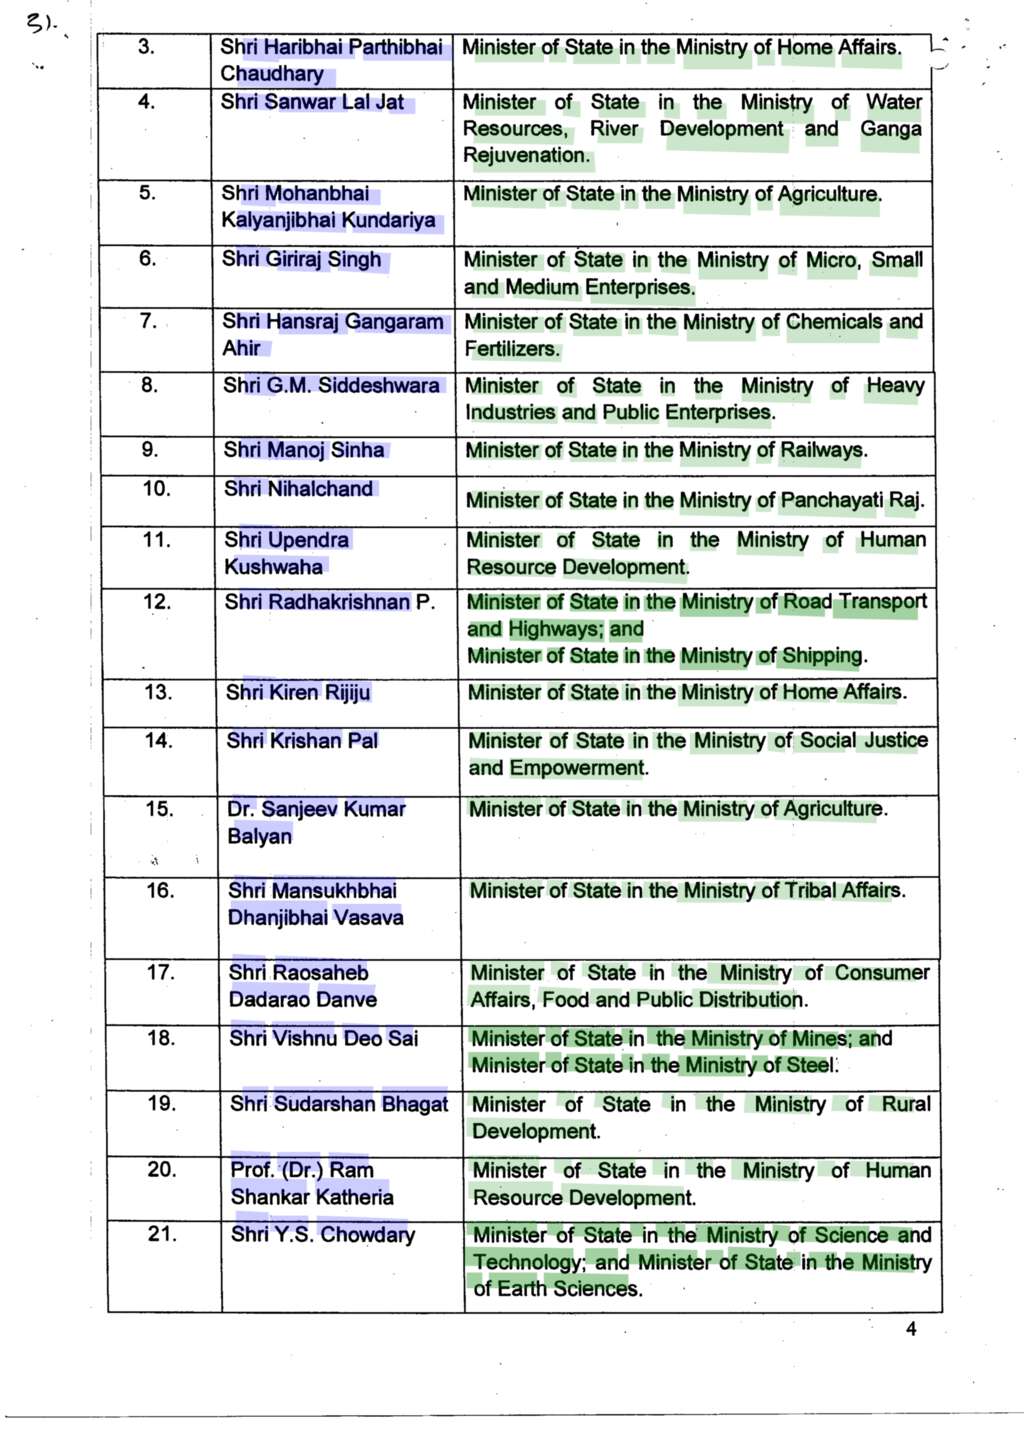 31.
3. Shri Haribhai Parthibhai Minister of State in the Ministry of Home Affairs.
Chaudhary
4. Shri Sanwar Lal Jat Minister of State in the Ministry of Water
Resources, River Development and Ganga
Rejuvenation.
5. Shri Mohanbhai Minister of State in the Ministry of Agriculture.
Kalyanjibhai Kundariya
6. Shri Giriraj Singh Minister of State in the Ministry of Micro, Small
and Medium Enterprises.
7. Shri Hansraj Gangaram Minister of State in the Ministry of Chemicals and
Ahir Fertilizers.
8. Shri G.M. Siddeshwara Minister of State in the Ministry of Heavy
Industries and Public Enterprises.
9. Shri Manoj Sinha Minister of State in the Ministry of Railways.
10. Shri Nihalchand Minister of State in the Ministry of Panchayati Raj.
11. Shri Upendra Minister of State in the Ministry of Human
Kushwaha Resource Development.
12. Shri Radhakrishnan P. Minister of State in the Ministry of Road Transport
and Highways; and
Minister of State in the Ministry of Shipping.
13. Shri Kiren Rijiju Minister of State in the Ministry of Home Affairs.
14. Shri Krishan Pal Minister of State in the Ministry of Social Justice
and Empowerment.
15. Dr. Sanjeev Kumar Minister of State in the Ministry of Agriculture.
Balyan
16. Shri Mansukhbhai Minister of State in the Ministry of Tribal Affairs.
Dhanjibhai Vasava
17. Shri Raosaheb Minister of State in the Ministry of Consumer
Dadarao Danve Affairs, Food and Public Distribution.
18. Shri Vishnu Deo Sai Minister of State in the Ministry of Mines; and
Minister of State in the Ministry of Steel.
19. Shri Sudarshan Bhagat Minister of State in the Ministry of Rural
Development.
20. Prof. (Dr.) Ram Minister of State in the Ministry of Human
Shankar Katheria Resource Development.
21. Shri Y.S. Chowdary Minister of State in the Ministry of Science and
Technology; and Minister of State in the Ministry
of Earth Sciences.
4